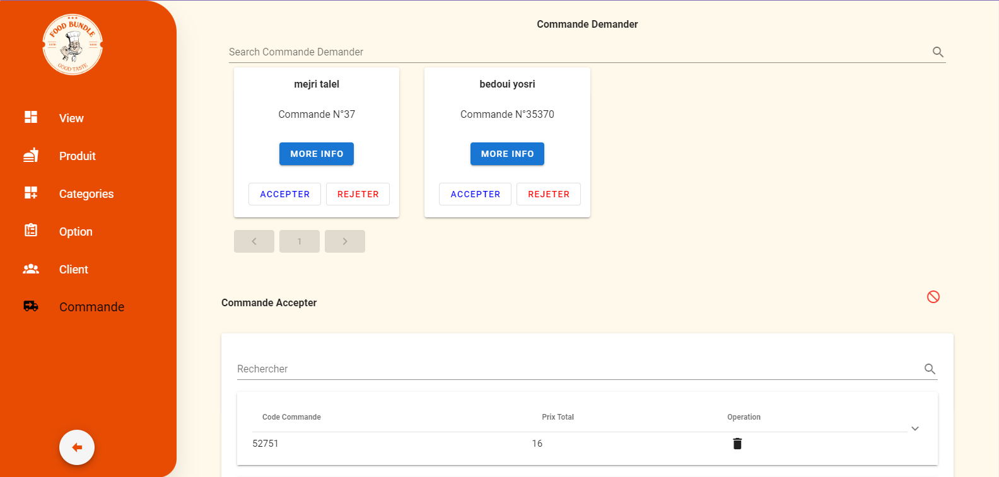 FOOD BUNDLE
GOOD TASTE
View
Produit
Categories
Option
Client
Commande
Commande Demander
Search Commande Demander
mejri talel
Commande N°37
MORE INFO
ACCEPTER REJETER
bedoui yosri
Commande N°35370
MORE INFO
ACCEPTER REJETER
1
Commande Accepter
Rechercher
Code Commande Prix Total Operation
52751 16